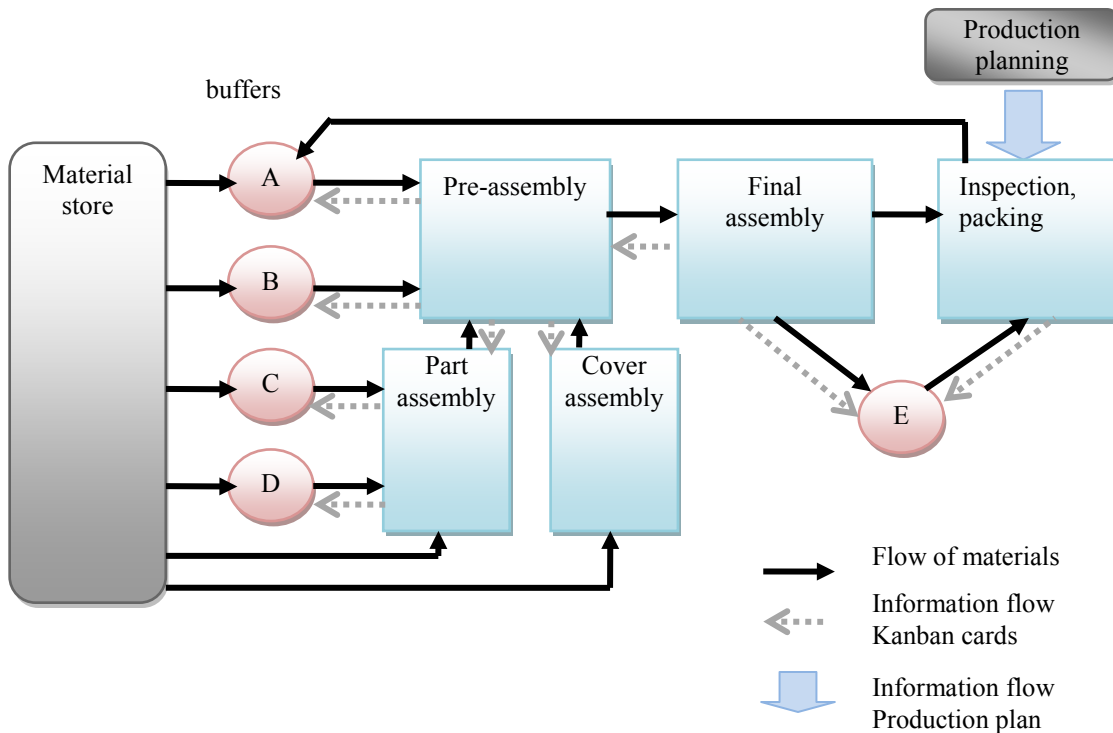 Production
planning
buffers
Material
store
A
Pre-assembly
Final
assembly
Inspection,
packing
B
C
Part
assembly
Cover
assembly
E
D
Flow of materials
Information flow
Kanban cards
Information flow
Production plan